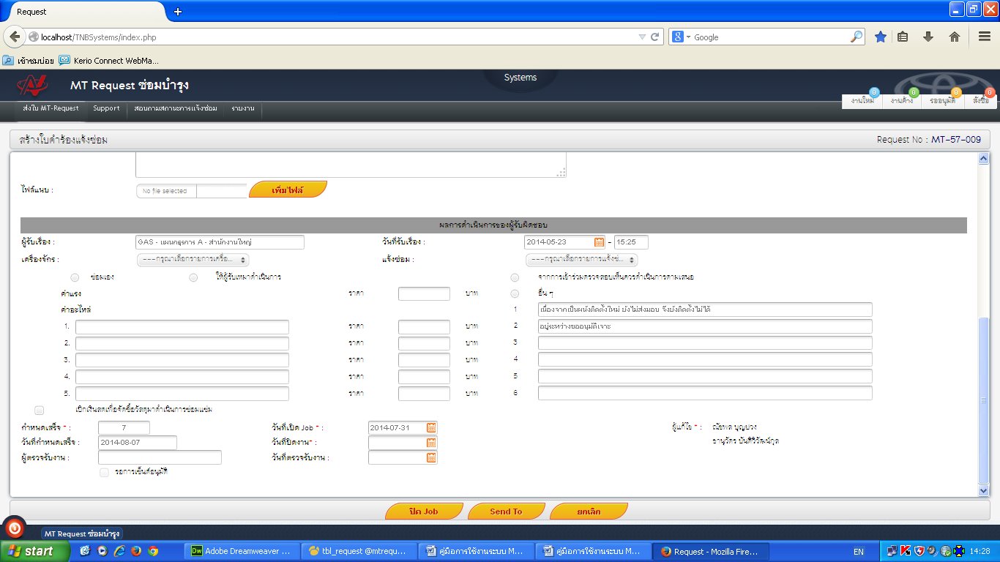 Request
localhost/TNBSystems/index.php
Google
เข้าชมบ่อย Kerio Connect WebMa...
MT Request ซ่อมบำรุง
Systems
0 0 0 0
งานใหม่ งานค้าง รออนุมัติ สั่งซื้อ
ส่งใบ MT-Request Support สอบถามสถานะการแจ้งซ่อม รายงาน
สร้างใบคำร้องแจ้งซ่อม Request No : MT-57-009
ไฟล์แนบ : No file selected เพิ่มไฟล์
ผลการดำเนินการของผู้รับผิดชอบ
ผู้รับเรื่อง : GAS - แผนกธุรการ A - สำนักงานใหญ่ วันที่รับเรื่อง : 2014-05-23 - 15:25
เครื่องจักร : ---กรุณาเลือกรายการเครื่อ... แจ้งซ่อม : ---กรุณาเลือกรายการแจ้งซ่...
ซ่อมเอง ให้ผู้รับเหมาดำเนินการ จากการเข้าร่วมตรวจสอบเห็นควรดำเนินการตามเสนอ
ค่าแรง ราคา บาท อื่น ๆ
ค่าอะไหล่ 1 เนื่องจากเป็นผนังติดตั้งใหม่ ยังไม่ส่งมอบ จึงยังติดตั้งไม่ได้
1. ราคา บาท 2 อยู่ระหว่างขออนุมัติเจาะ
2. ราคา บาท 3
3. ราคา บาท 4
4. ราคา บาท 5
5. ราคา บาท 6
เบิกเงินสดเพื่อจัดซื้อวัสดุมาดำเนินการซ่อมแซม
กำหนดเสร็จ * : 7 วันที่เปิด Job * : 2014-07-31 ผู้แก้ไข * : ณัยพล บุญปวง
วันที่กำหนดเสร็จ : 2014-08-07 วันที่ปิดงาน* : ธานุวัตร บันติวิวัฒน์กุล
ผู้ตรวจรับงาน : วันที่ตรวจรับงาน :
รอการเซ็นต์อนุมัติ
ปิด Job Send To ยกเลิก
MT Request ซ่อมบำรุง
start Adobe Dreamweaver tbl_request @mtrequ... คู่มือการใช้งานระบบ M... คู่มือการใช้งานระบบ M... Request - Mozilla Fire... EN 14:28